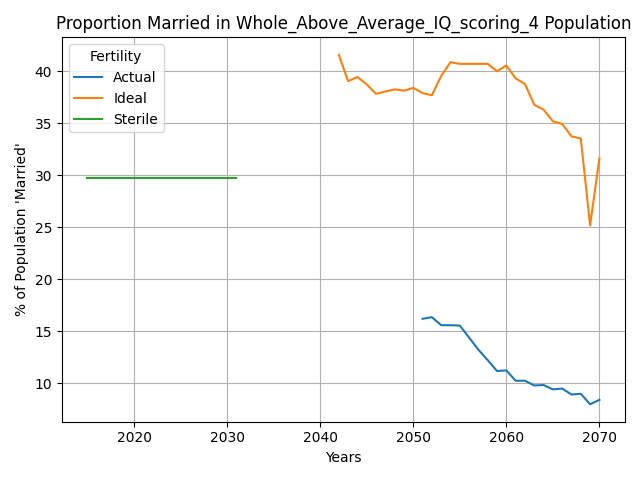 Proportion Married in Whole_Above_Average_IQ_scoring_4 Population
Fertility
Actual
Ideal
Sterile
% of Population 'Married'
40
35
30
25
20
15
10
2020 2030 2040 2050 2060 2070
Years